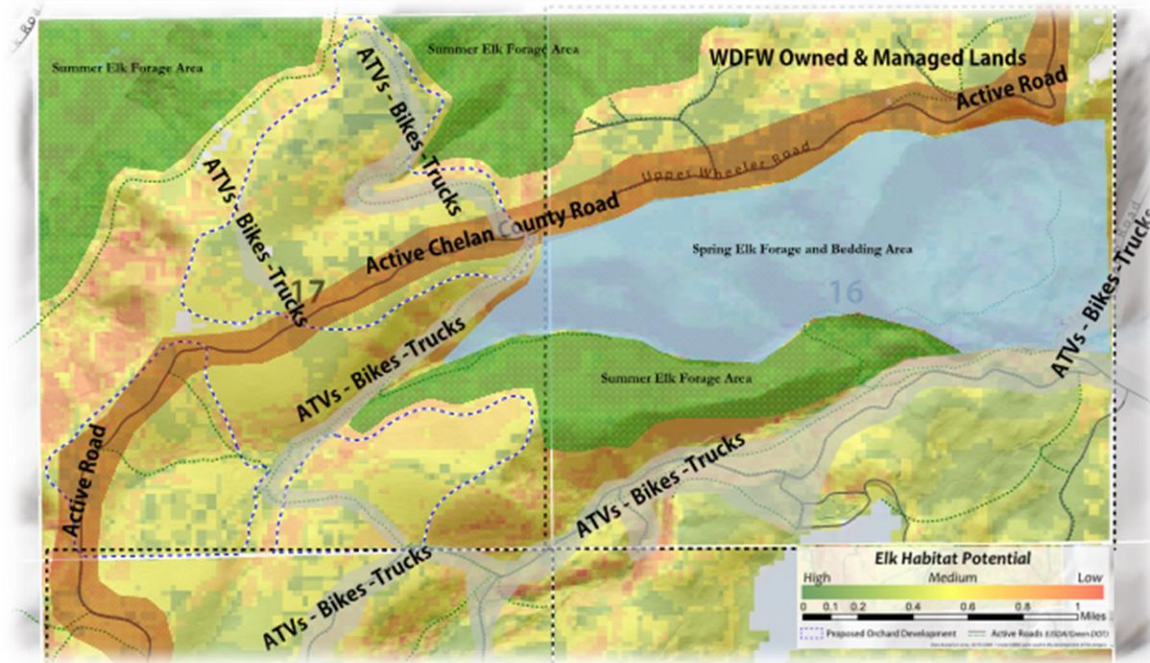 Summer Elk Forage Area
Summer Elk Forage Area
WDFW Owned & Managed Lands
Active Road
ATVs - Bikes -Trucks
ATVs - Bikes -Trucks
Upper Wheeler Road
Active Chelan County Road
Spring Elk Forage and Bedding Area
17
16
ATVs - Bikes -Trucks
ATVs - Bikes -Trucks
Summer Elk Forage Area
Active Road
ATVs - Bikes -Trucks
ATVs - Bikes -Trucks
Road
Elk Habitat Potential
High Medium Low
0 0.1 0.2 0.4 0.6 0.8 1
Miles
Proposed Orchard Development Active Roads (USDA/Green DOT)